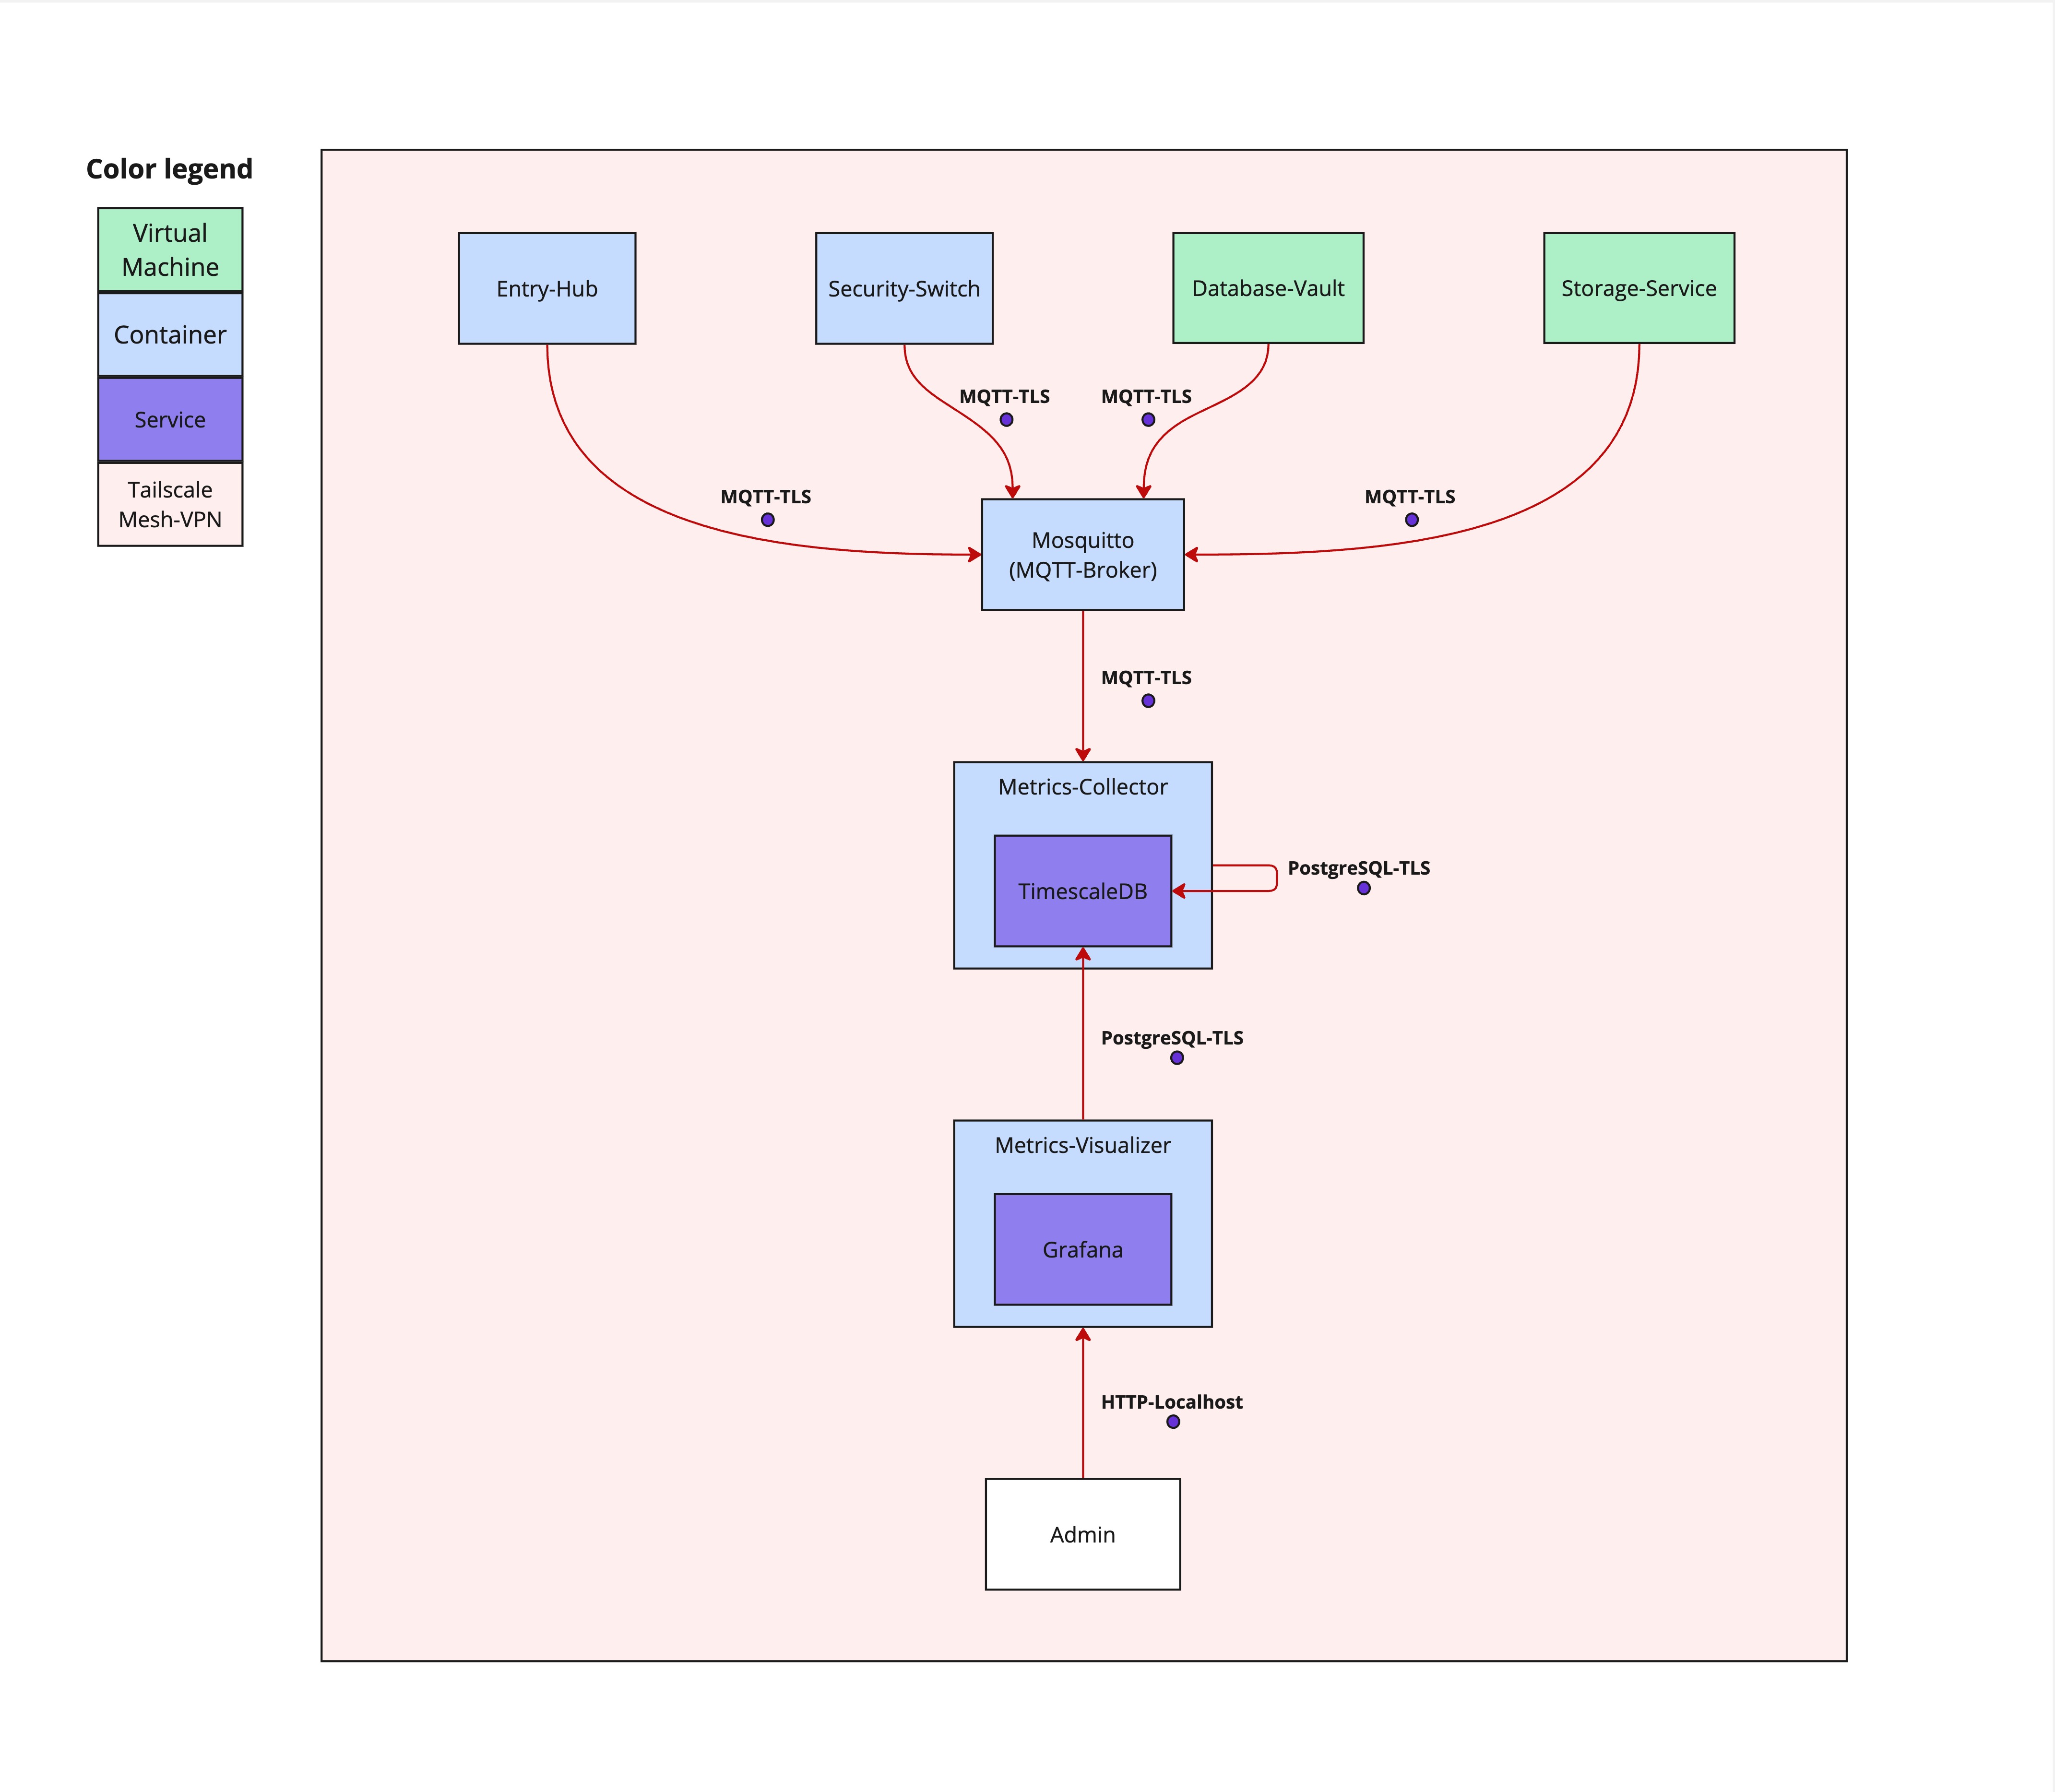 Color legend
Virtual
Machine
Container
Service
Tailscale
Mesh-VPN
Entry-Hub
Security-Switch
Database-Vault
Storage-Service
MQTT-TLS
MQTT-TLS
MQTT-TLS
MQTT-TLS
Mosquitto
(MQTT-Broker)
MQTT-TLS
Metrics-Collector
TimescaleDB
PostgreSQL-TLS
PostgreSQL-TLS
Metrics-Visualizer
Grafana
HTTP-Localhost
Admin